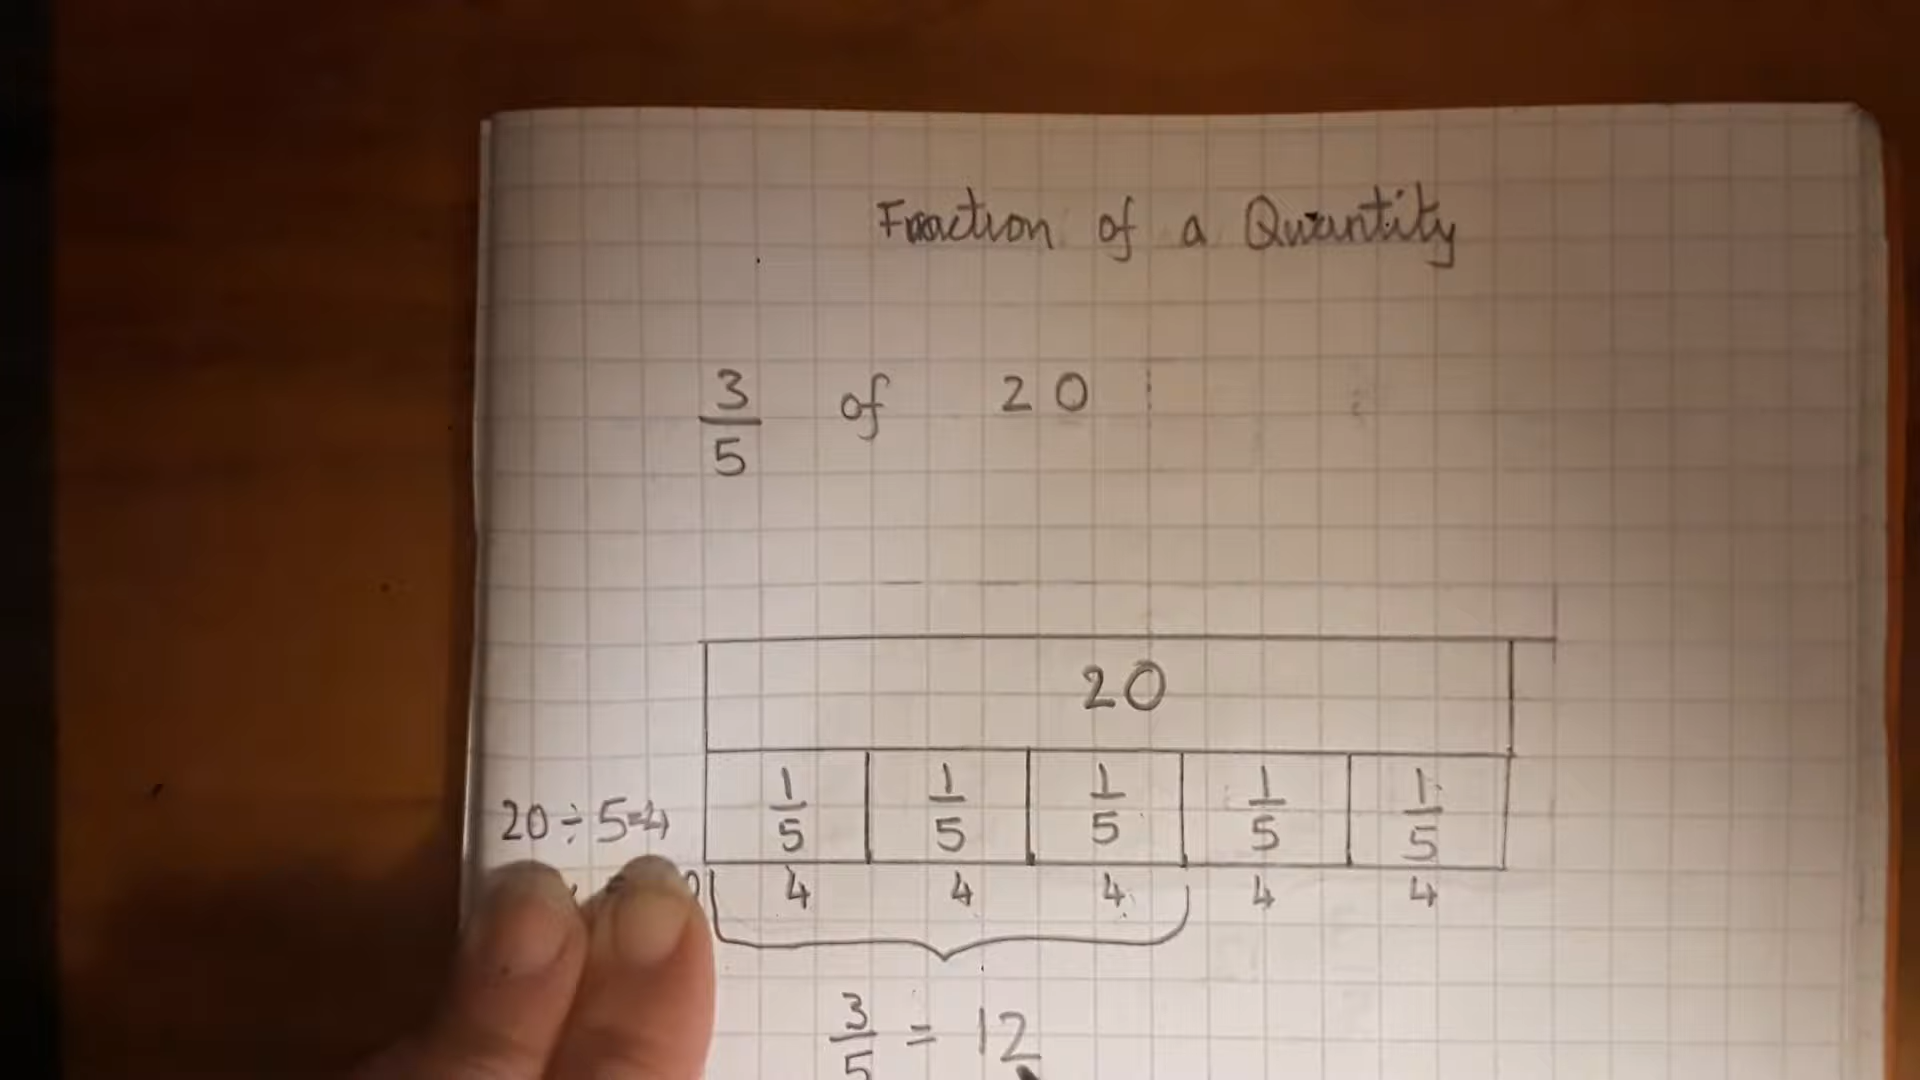 Fraction of a Quantity
3/5 of 20
20
20 ÷ 5 = 4 1/5 1/5 1/5 1/5 1/5
4 4 4 4 4
3/5 = 12